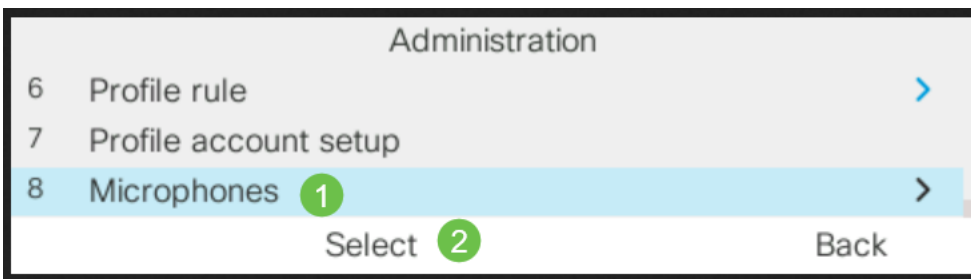 Administration
6 Profile rule >
7 Profile account setup
8 Microphones 1 >
Select 2 Back